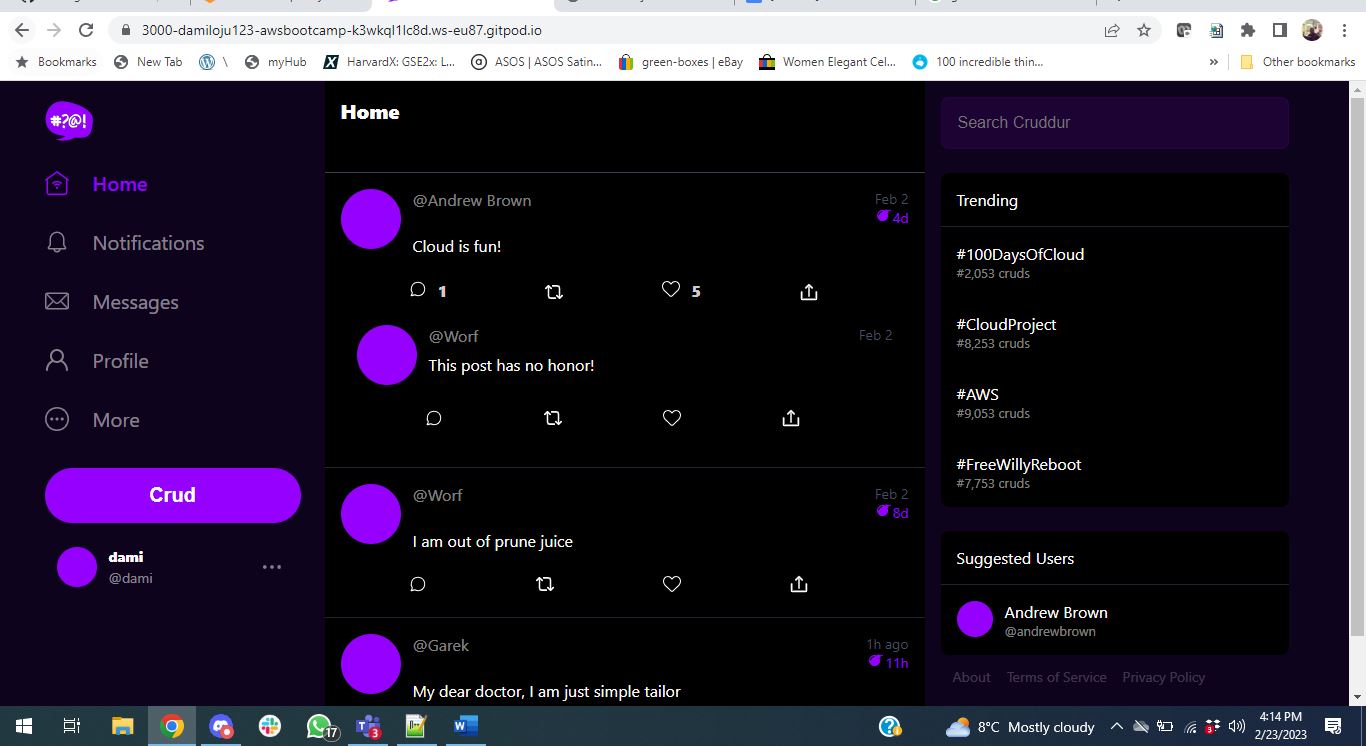 3000-damiloju123-awsbootcamp-k3wkql1lc8d.ws-eu87.gitpod.io
Bookmarks
New Tab
\
myHub
HarvardX: GSE2x: L...
ASOS | ASOS Satin...
green-boxes | eBay
Women Elegant Cel...
100 incredible thin...
»
Other bookmarks
#?@!
Home
Notifications
Messages
Profile
More
Crud
dami
@dami
Home
@Andrew Brown
Feb 2
4d
Cloud is fun!
1
5
@Worf
Feb 2
This post has no honor!
@Worf
Feb 2
8d
I am out of prune juice
@Garek
1h ago
11h
My dear doctor, I am just simple tailor
Search Cruddur
Trending
#100DaysOfCloud
#2,053 cruds
#CloudProject
#8,253 cruds
#AWS
#9,053 cruds
#FreeWillyReboot
#7,753 cruds
Suggested Users
Andrew Brown
@andrewbrown
About Terms of Service Privacy Policy
17
3
8°C Mostly cloudy
3
4:14 PM
2/23/2023